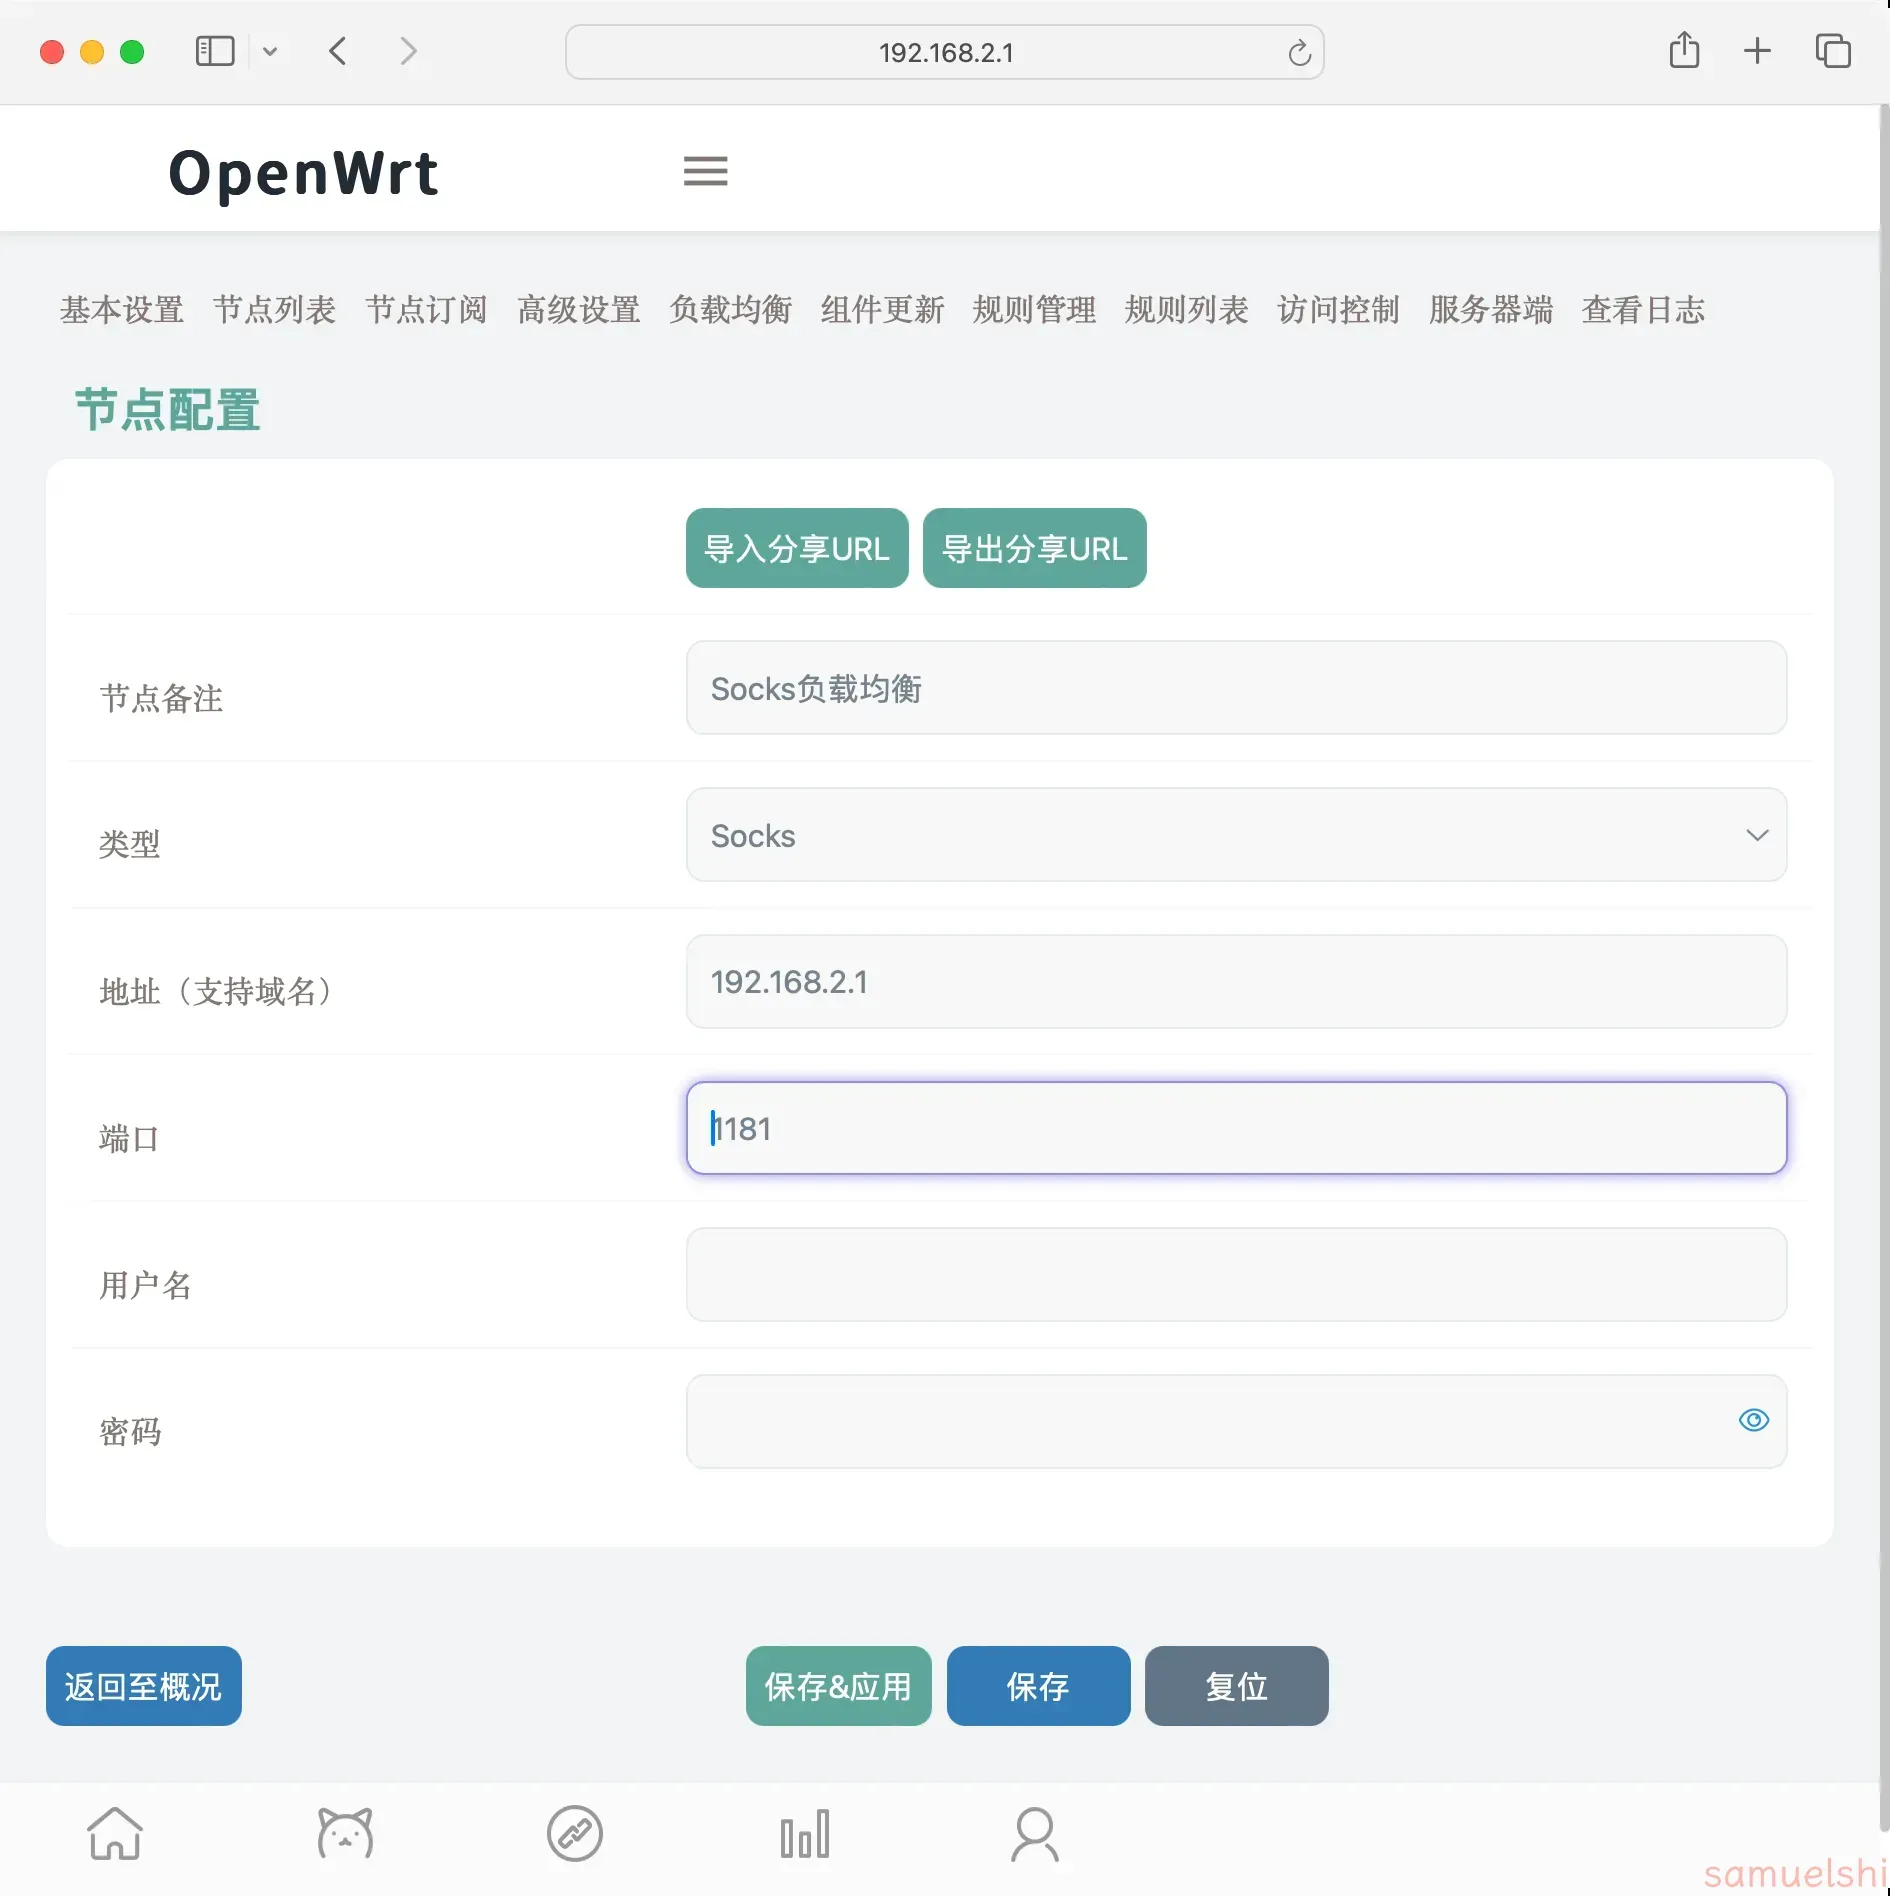 192.168.2.1
OpenWrt
基本设置 节点列表 节点订阅 高级设置 负载均衡 组件更新 规则管理 规则列表 访问控制 服务器端 查看日志
节点配置
导入分享URL 导出分享URL
节点备注 Socks负载均衡
类型 Socks
地址（支持域名） 192.168.2.1
端口 1181
用户名
密码
返回至概况 保存&应用 保存 复位
samuelshi